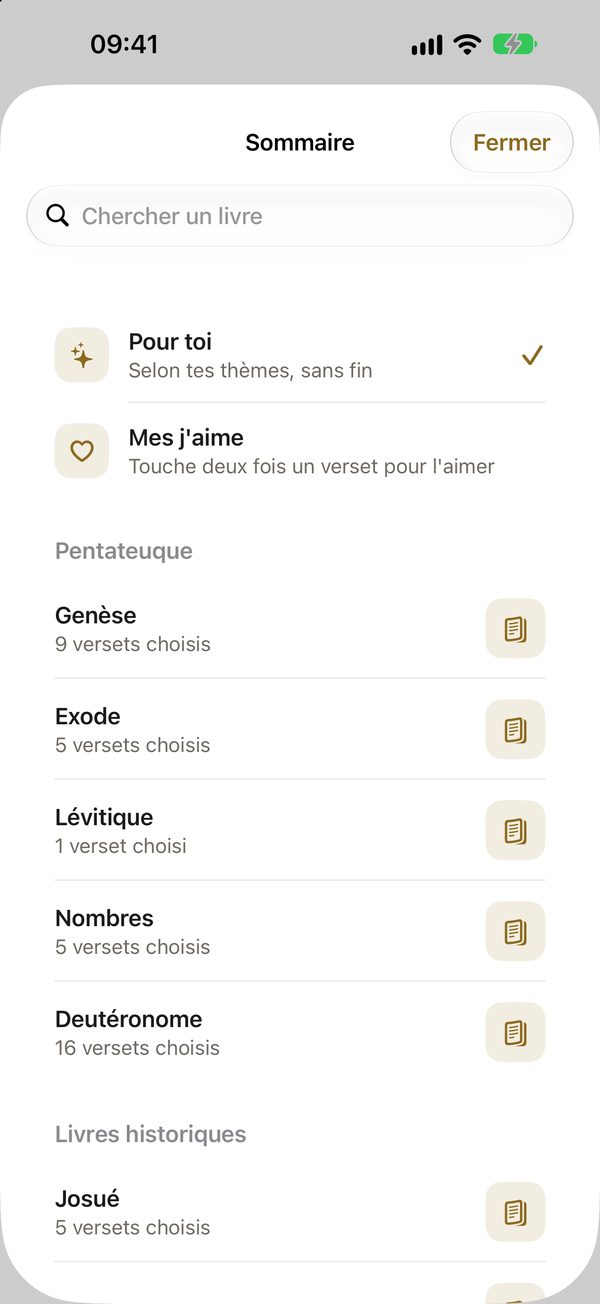 09:41
Sommaire
Fermer
Chercher un livre
Pour toi
Selon tes thèmes, sans fin
Mes j'aime
Touche deux fois un verset pour l'aimer
Pentateuque
Genèse
9 versets choisis
Exode
5 versets choisis
Lévitique
1 verset choisi
Nombres
5 versets choisis
Deutéronome
16 versets choisis
Livres historiques
Josué
5 versets choisis